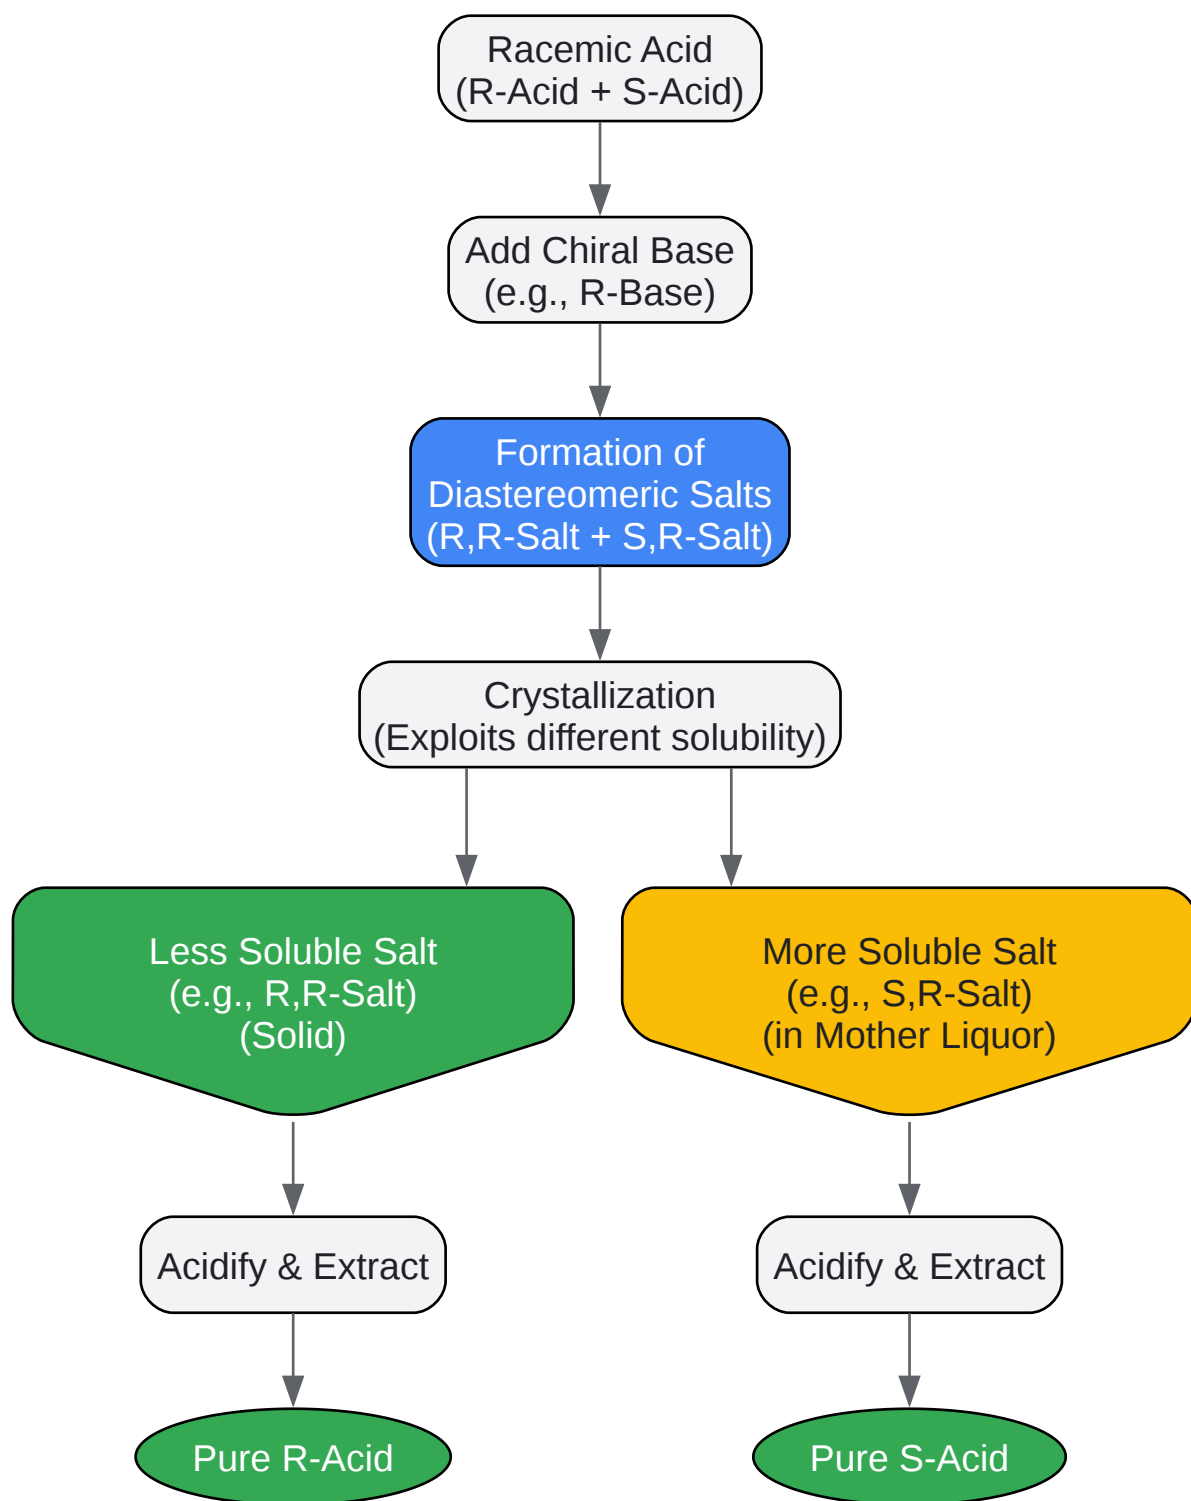 Racemic Acid
(R-Acid + S-Acid)
Add Chiral Base
(e.g., R-Base)
Formation of
Diastereomeric Salts
(R,R-Salt + S,R-Salt)
Crystallization
(Exploits different solubility)
Less Soluble Salt
(e.g., R,R-Salt)
(Solid)
More Soluble Salt
(e.g., S,R-Salt)
(in Mother Liquor)
Acidify & Extract
Acidify & Extract
Pure R-Acid
Pure S-Acid